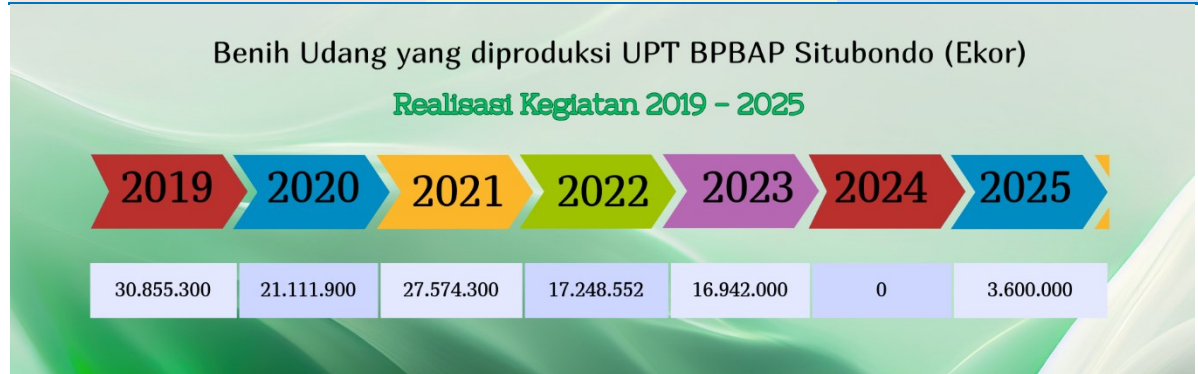 Benih Udang yang diproduksi UPT BPBAP Situbondo (Ekor)
Realisasi Kegiatan 2019 - 2025
2019 2020 2021 2022 2023 2024 2025
30.855.300 21.111.900 27.574.300 17.248.552 16.942.000 0 3.600.000